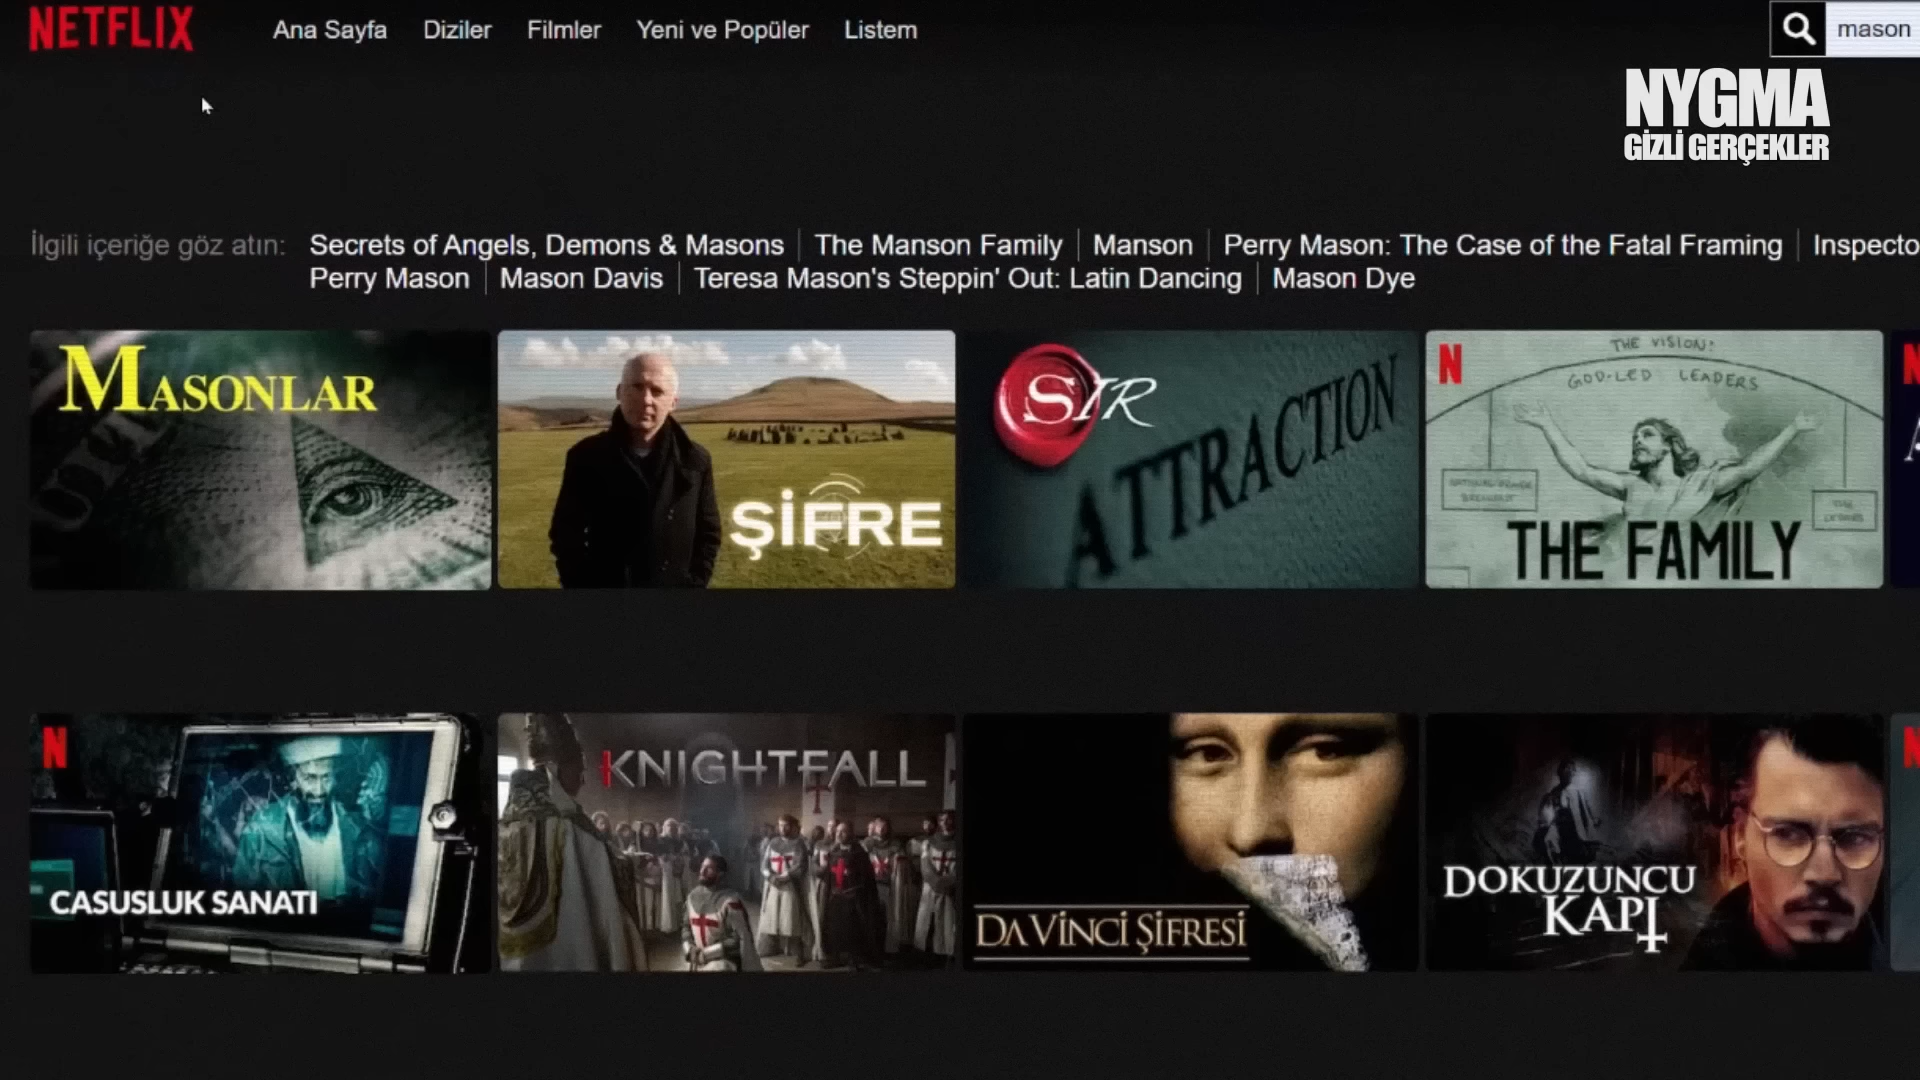 NETFLIX Ana Sayfa Diziler Filmler Yeni ve Popüler Listem mason
NYGMA
GİZLİ GERÇEKLER
İlgili içeriğe göz atın: Secrets of Angels, Demons & Masons The Manson Family Manson Perry Mason: The Case of the Fatal Framing Inspecto
Perry Mason Mason Davis Teresa Mason's Steppin' Out: Latin Dancing Mason Dye
MASONLAR
ŞİFRE
SIR
ATTRACTION
N
THE VISION:
GOD-LED LEADERS
THE FAMILY
N
CASUSLUK SANATI
KNIGHTFALL
DA VİNCİ ŞİFRESİ
DOKUZUNCU
KAPI